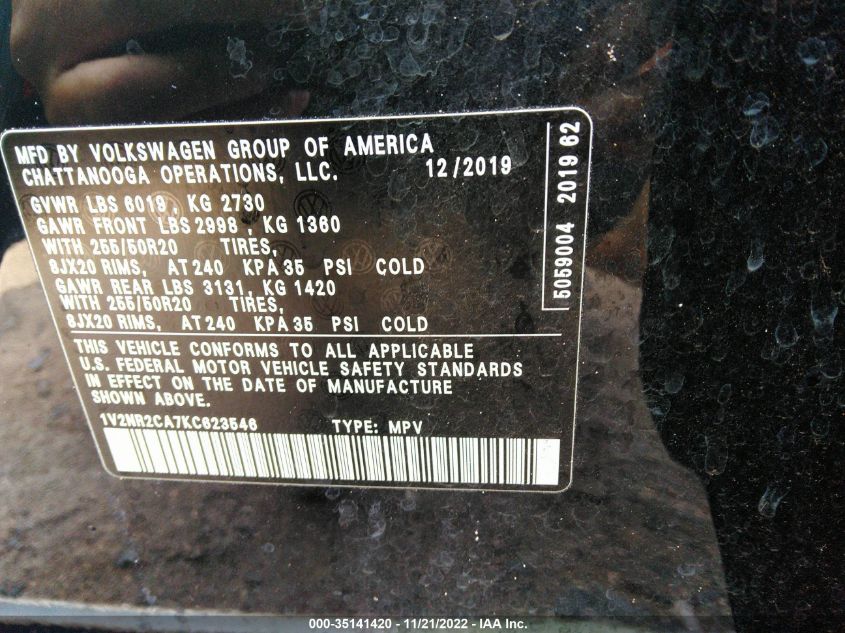 MFD BY VOLKSWAGEN GROUP OF AMERICA
CHATTANOOGA OPERATIONS, LLC. 12/2019
GVWR LBS 6019, KG 2730
GAWR FRONT LBS 2998, KG 1360
WITH 255/50R20 TIRES,
8JX20 RIMS, AT 240 KPA 35 PSI COLD
GAWR REAR LBS 3131, KG 1420
WITH 255/50R20 TIRES,
8JX20 RIMS, AT 240 KPA 35 PSI COLD
THIS VEHICLE CONFORMS TO ALL APPLICABLE
U.S. FEDERAL MOTOR VEHICLE SAFETY STANDARDS
IN EFFECT ON THE DATE OF MANUFACTURE
SHOWN ABOVE.
1V2NR2CA7KC623546 TYPE: MPV
5059004 2019 62
000-35141420 - 11/21/2022 - IAA Inc.